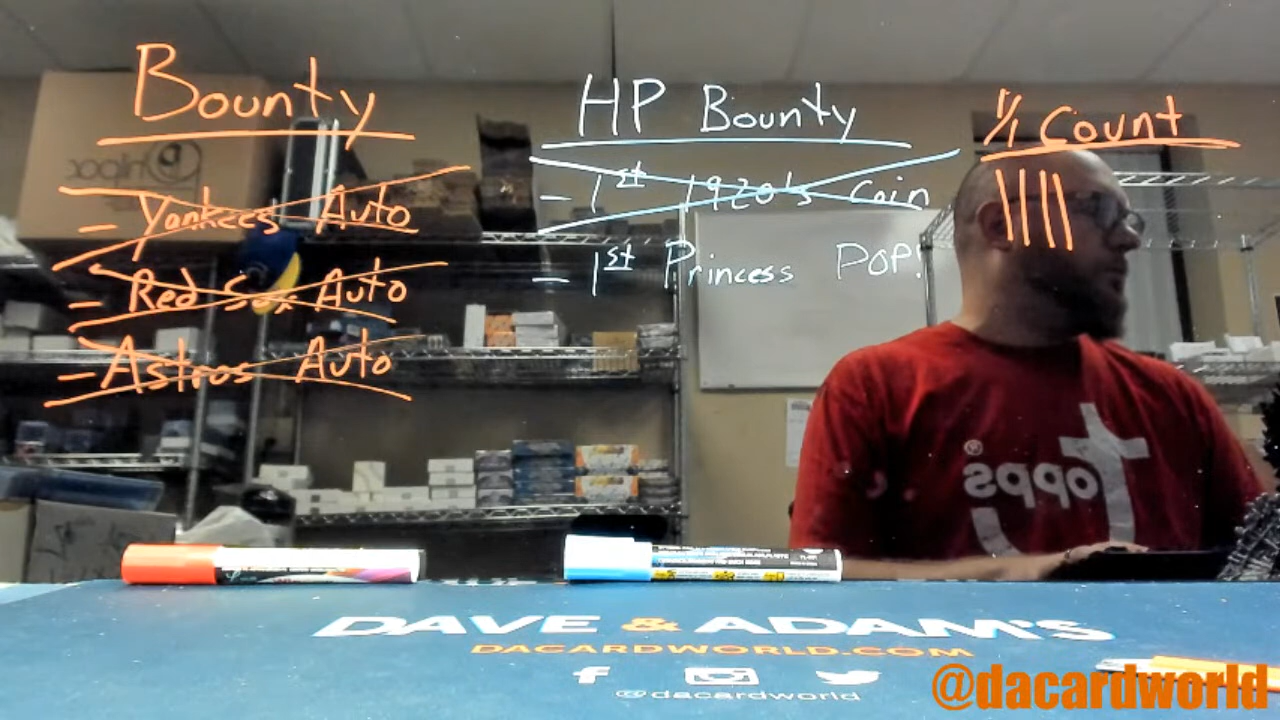 Bounty
- Yankees Auto
- Red Sox Auto
- Astros Auto
HP Bounty
- 1st 1920's Coin
- 1st Princess POP!
1/1 Count
topps®
DAVE & ADAM'S
DACARDWORLD.COM
@dacardworld
@dacardworld